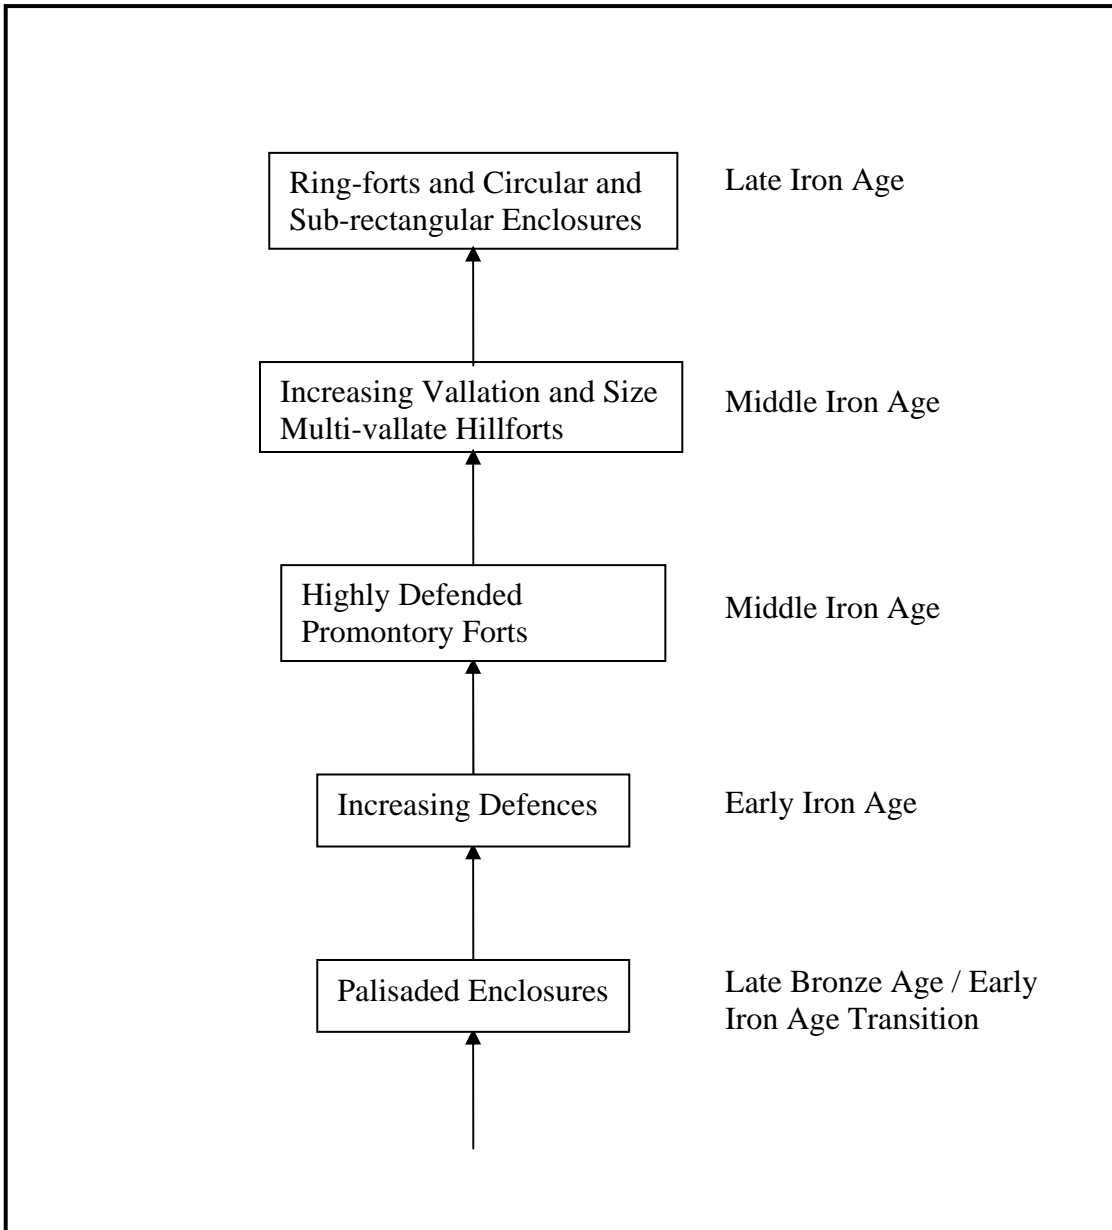 Ring-forts and Circular and
Sub-rectangular Enclosures
Late Iron Age
Increasing Vallation and Size
Multi-vallate Hillforts
Middle Iron Age
Highly Defended
Promontory Forts
Middle Iron Age
Increasing Defences
Early Iron Age
Palisaded Enclosures
Late Bronze Age / Early
Iron Age Transition